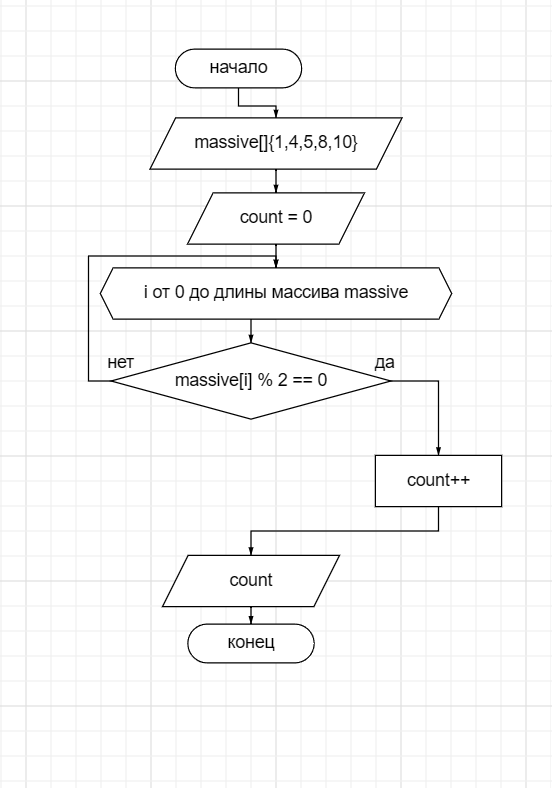 начало
massive[]{1,4,5,8,10}
count = 0
i от 0 до длины массива massive
нет
да
massive[i] % 2 == 0
count++
count
конец